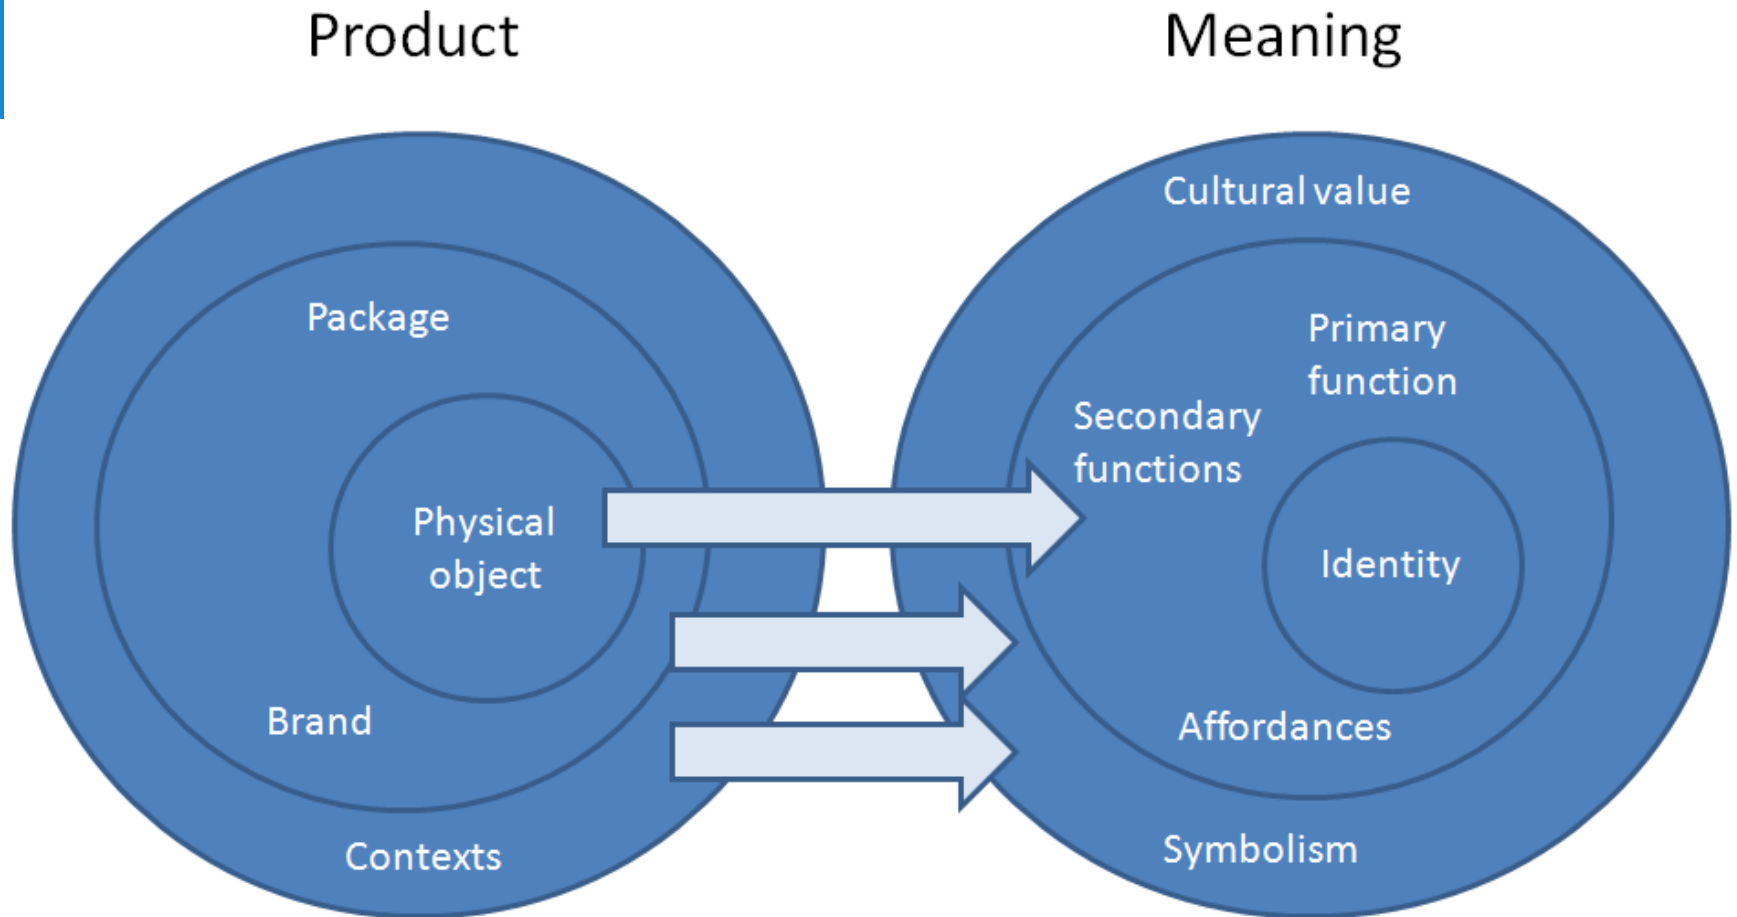 Product
Meaning
Package
Physical
object
Brand
Contexts
Cultural value
Primary
function
Secondary
functions
Identity
Affordances
Symbolism